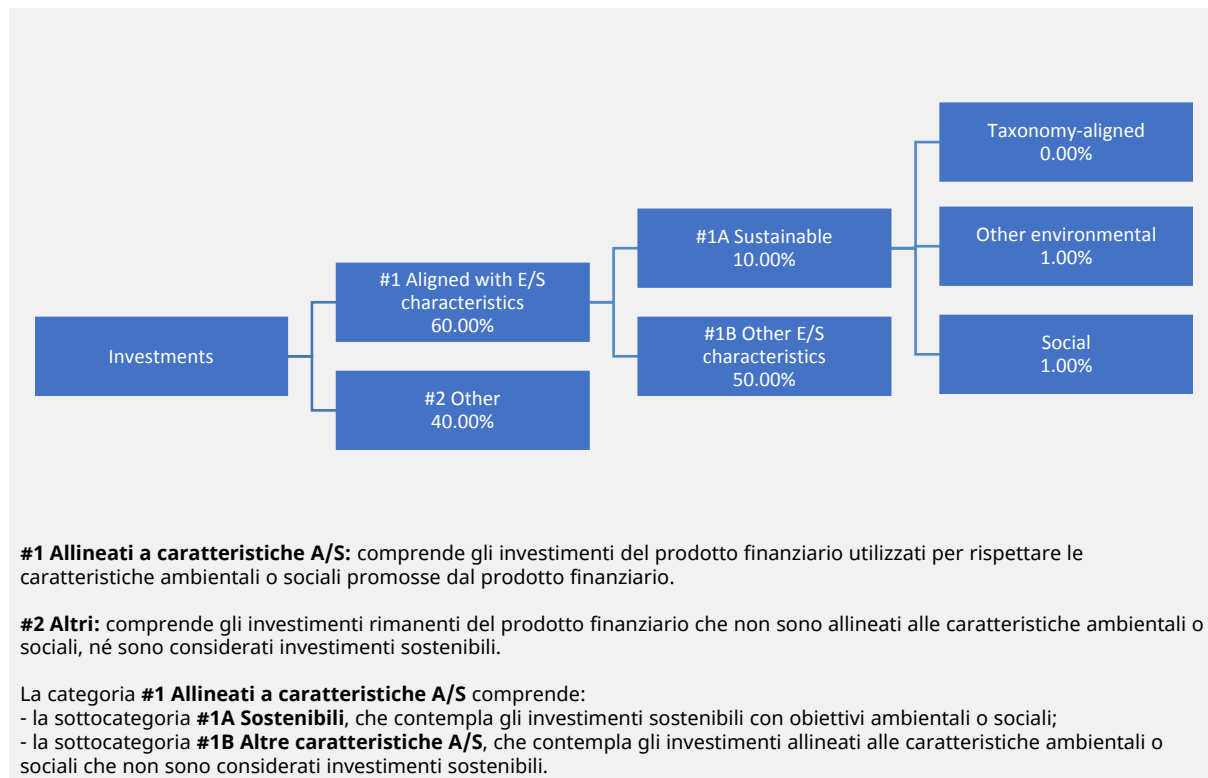 Taxonomy-aligned
0.00%
#1A Sustainable
10.00%
Other environmental
1.00%
#1 Aligned with E/S
characteristics
60.00%
Investments
#1B Other E/S
characteristics
50.00%
Social
1.00%
#2 Other
40.00%
#1 Allineati a caratteristiche A/S: comprende gli investimenti del prodotto finanziario utilizzati per rispettare le
caratteristiche ambientali o sociali promosse dal prodotto finanziario.
#2 Altri: comprende gli investimenti rimanenti del prodotto finanziario che non sono allineati alle caratteristiche ambientali o
sociali, né sono considerati investimenti sostenibili.
La categoria #1 Allineati a caratteristiche A/S comprende:
- la sottocategoria #1A Sostenibili, che contempla gli investimenti sostenibili con obiettivi ambientali o sociali;
- la sottocategoria #1B Altre caratteristiche A/S, che contempla gli investimenti allineati alle caratteristiche ambientali o
sociali che non sono considerati investimenti sostenibili.